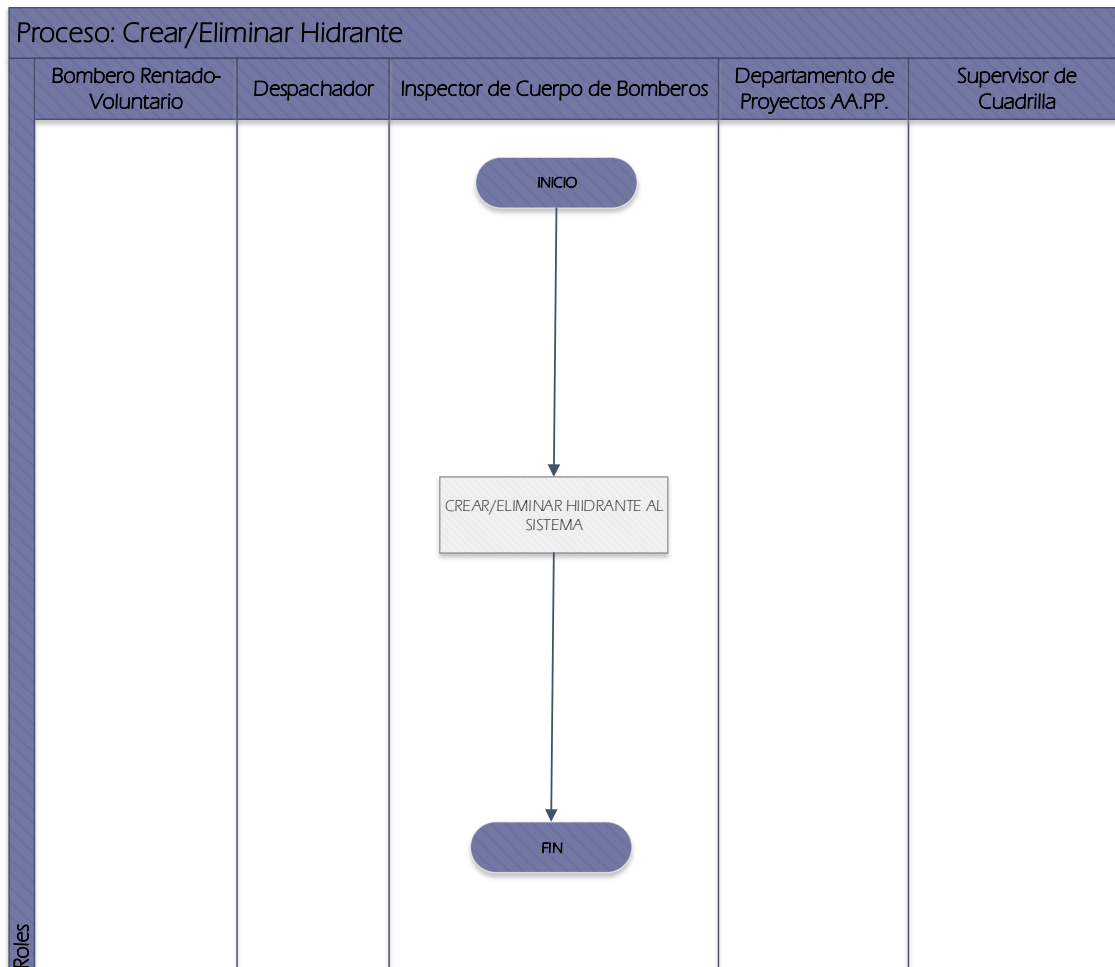 Proceso: Crear/Eliminar Hidrante
Bombero Rentado-
Voluntario
Despachador
Inspector de Cuerpo de Bomberos
Departamento de
Proyectos AA.PP.
Supervisor de
Cuadrilla
INICIO
CREAR/ELIMINAR HIIDRANTE AL
SISTEMA
FIN
Roles